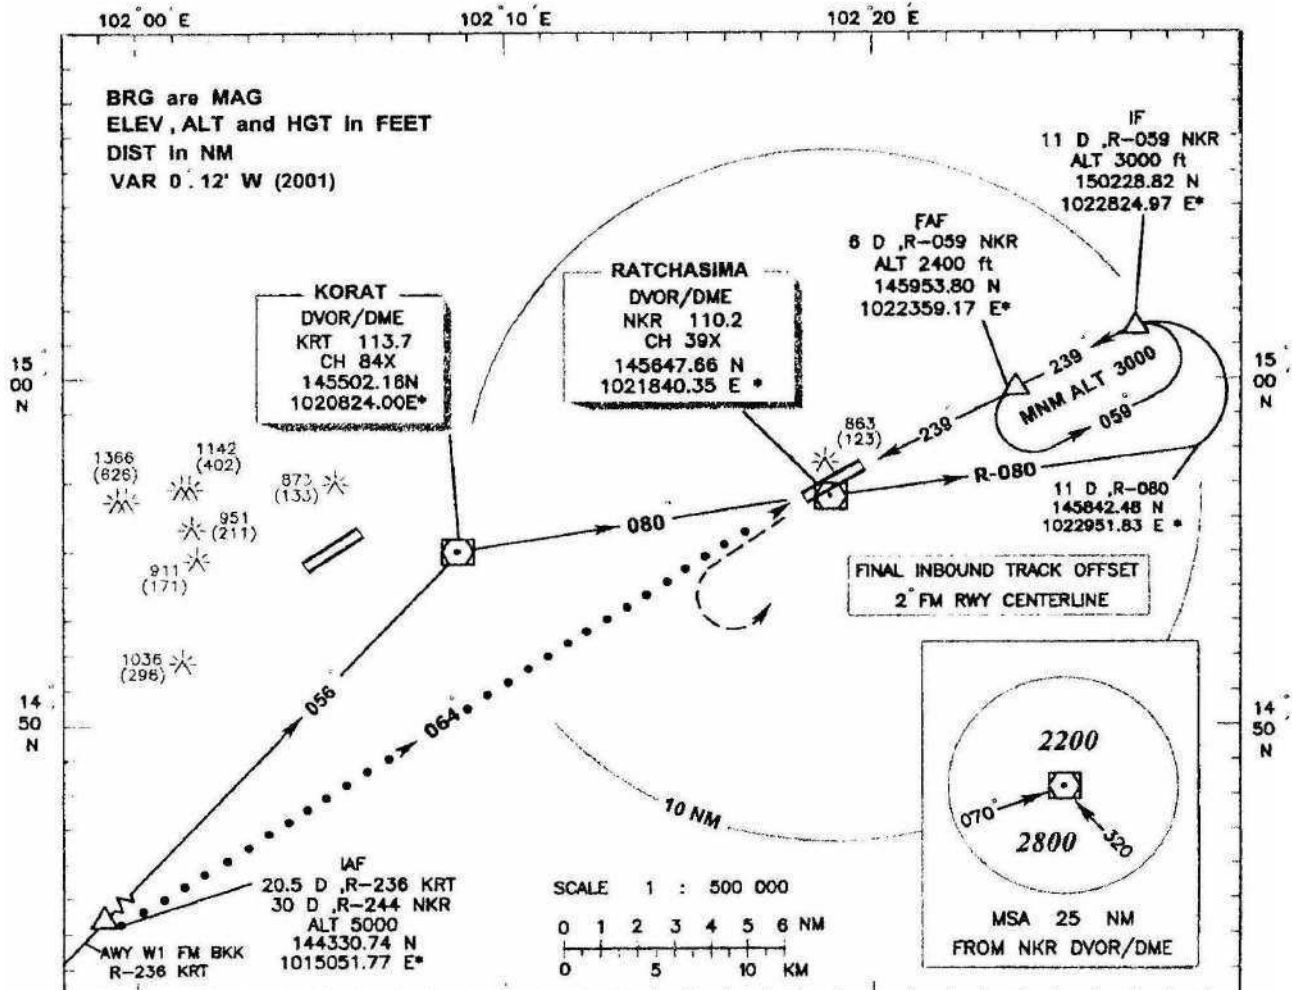 102°00'E
102°10'E
102°20'E
BRG are MAG
ELEV, ALT and HGT in FEET
DIST in NM
VAR 0° 12' W (2001)
IF
11 D ,R-059 NKR
ALT 3000 ft
150228.82 N
1022824.97 E*
FAF
6 D ,R-059 NKR
ALT 2400 ft
145953.80 N
1022359.17 E*
RATCHASIMA
DVOR/DME
NKR 110.2
CH 39X
145647.66 N
1021840.35 E *
KORAT
DVOR/DME
KRT 113.7
CH 84X
145502.16N
1020824.00E*
15°
00'
N
15°
00'
N
239°
MNM ALT 3000
059°
239°
863
(123)
1142
(402)
1366
(626)
873
(133)
951
(211)
911
(171)
1036
(296)
R-080
080°
11 D ,R-080
145842.48 N
1022951.83 E *
FINAL INBOUND TRACK OFFSET
2° FM RWY CENTERLINE
056°
064°
14°
50'
N
14°
50'
N
10 NM
2200
070°
2800
320°
MSA 25 NM
FROM NKR DVOR/DME
IAF
20.5 D ,R-236 KRT
30 D ,R-244 NKR
ALT 5000
144330.74 N
1015051.77 E*
AWY W1 FM BKK
R-236 KRT
SCALE 1 : 500 000
0 1 2 3 4 5 6 NM
0 5 10 KM